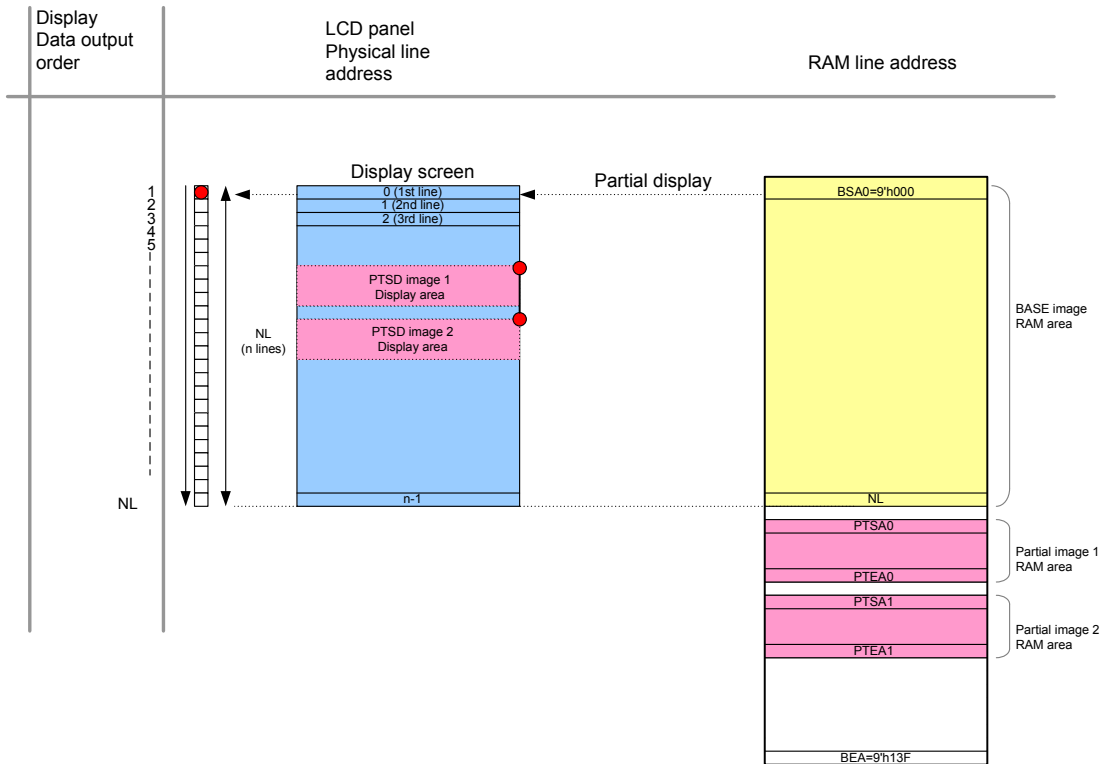 Display
Data output
order
LCD panel
Physical line
address
RAM line address
Display screen
Partial display
1
2
3
4
5
NL
NL
(n lines)
0 (1st line)
1 (2nd line)
2 (3rd line)
PTSD image 1
Display area
PTSD image 2
Display area
n-1
BSA0=9'h000
NL
PTSA0
PTEA0
PTSA1
PTEA1
BEA=9'h13F
BASE image
RAM area
Partial image 1
RAM area
Partial image 2
RAM area